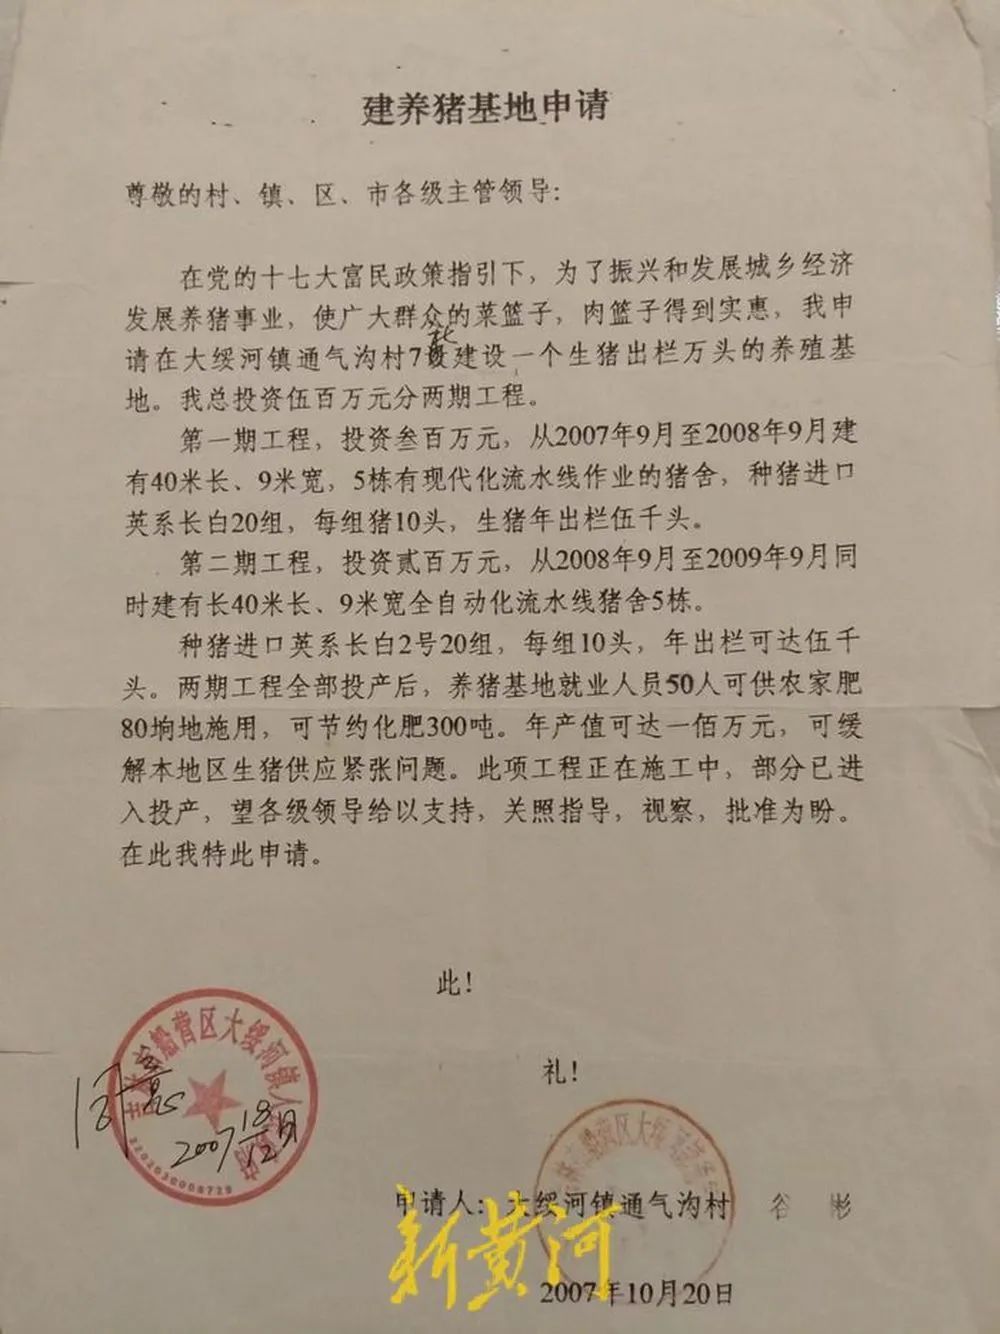 建养猪基地申请
尊敬的村、镇、区、市各级主管领导:
在党的十七大富民政策指引下，为了振兴和发展城乡经济
发展养猪事业，使广大群众的菜篮子，肉篮子得到实惠，我申
请在大绥河镇通气沟村7社建设一个生猪出栏万头的养殖基
地。我总投资伍百万元分两期工程。
第一期工程，投资叁百万元，从2007年9月至2008年9月建
有40米长、9米宽，5栋有现代化流水线作业的猪舍，种猪进口
英系长白20组，每组猪10头，生猪年出栏伍千头。
第二期工程，投资贰百万元，从2008年9月至2009年9月同
时建有长40米长、9米宽全自动化流水线猪舍5栋。
种猪进口英系长白2号20组，每组10头，年出栏可达伍千
头。两期工程全部投产后，养猪基地就业人员50人可供农家肥
80垧地施用，可节约化肥300吨。年产值可达一佰万元，可缓
解本地区生猪供应紧张问题。此项工程正在施工中，部分已进
入投产，望各级领导给以支持，关照指导，视察，批准为盼。
在此我特此申请。
此!
礼!
船营区大绥河镇人
同意
2007 18/12日
2202030008729
船营区大绥
申请人: 大绥河镇通气沟村 谷 彬
新黄河
2007年10月20日